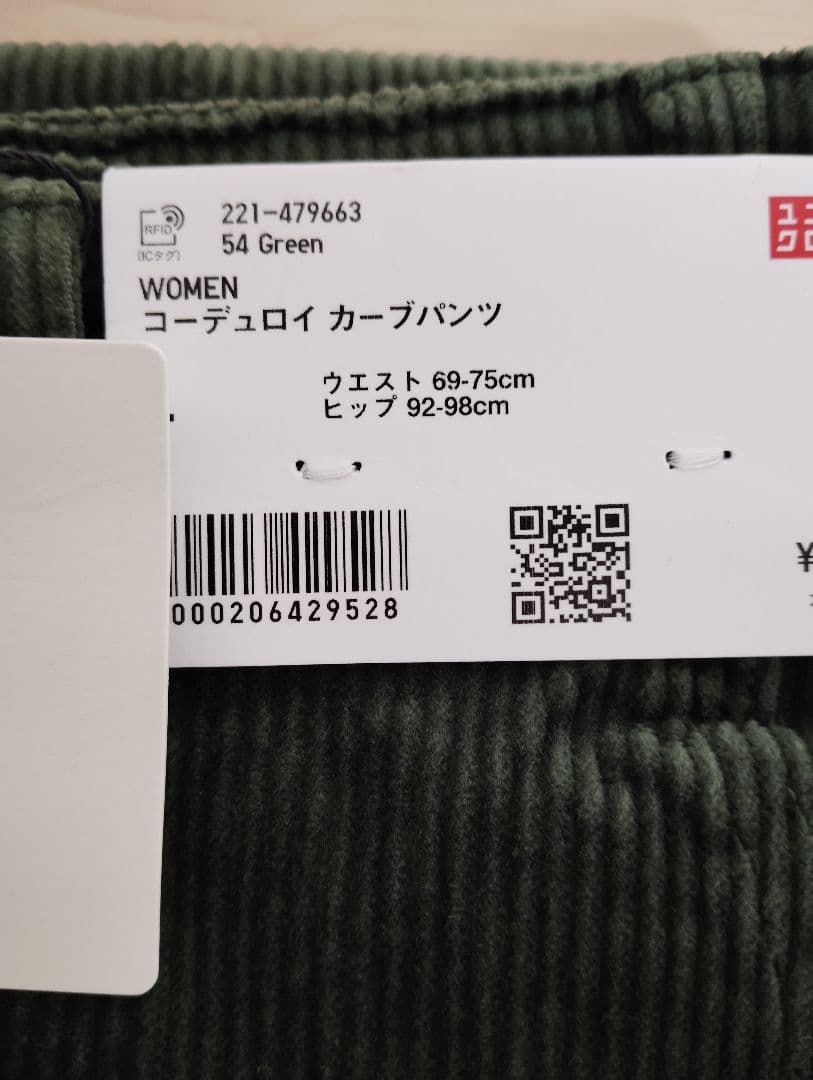 RFID
(ICタグ)
221-479663
54 Green
WOMEN
コーデュロイ カーブパンツ
ウエスト 69-75cm
ヒップ 92-98cm
000206429528
¥